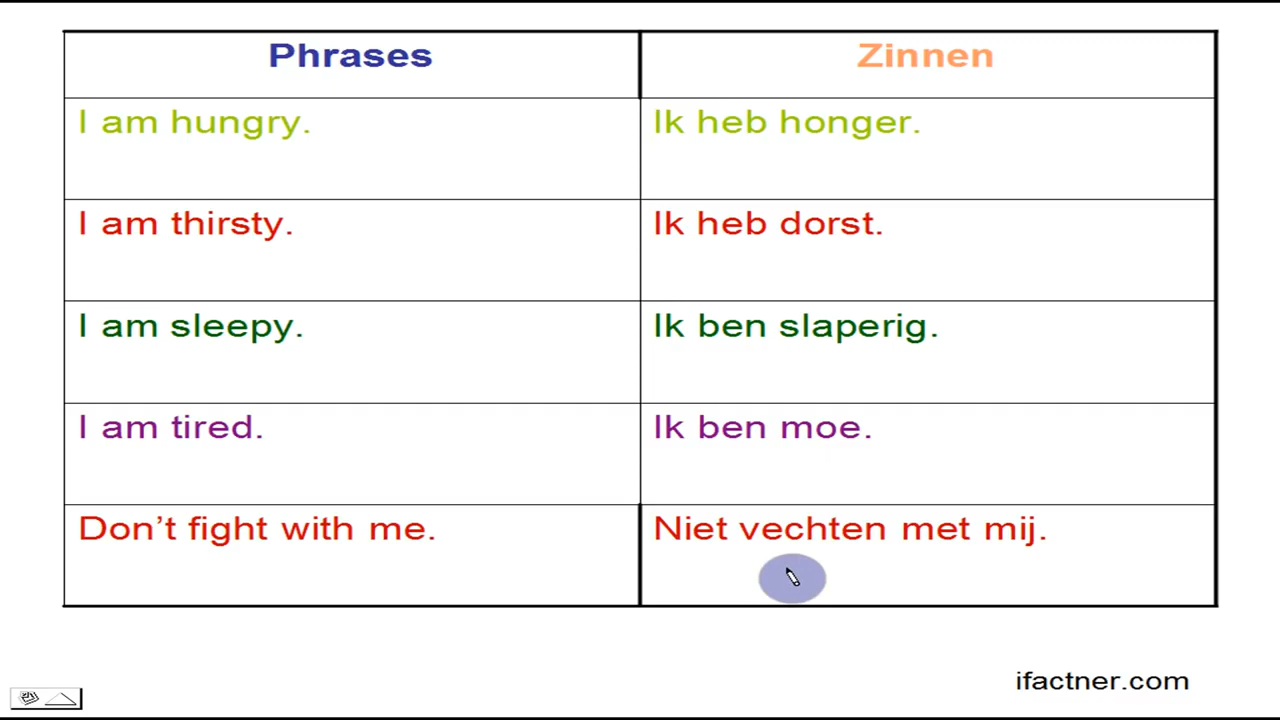 Phrases Zinnen
I am hungry. Ik heb honger.
I am thirsty. Ik heb dorst.
I am sleepy. Ik ben slaperig.
I am tired. Ik ben moe.
Don’t fight with me. Niet vechten met mij.
ifactner.com